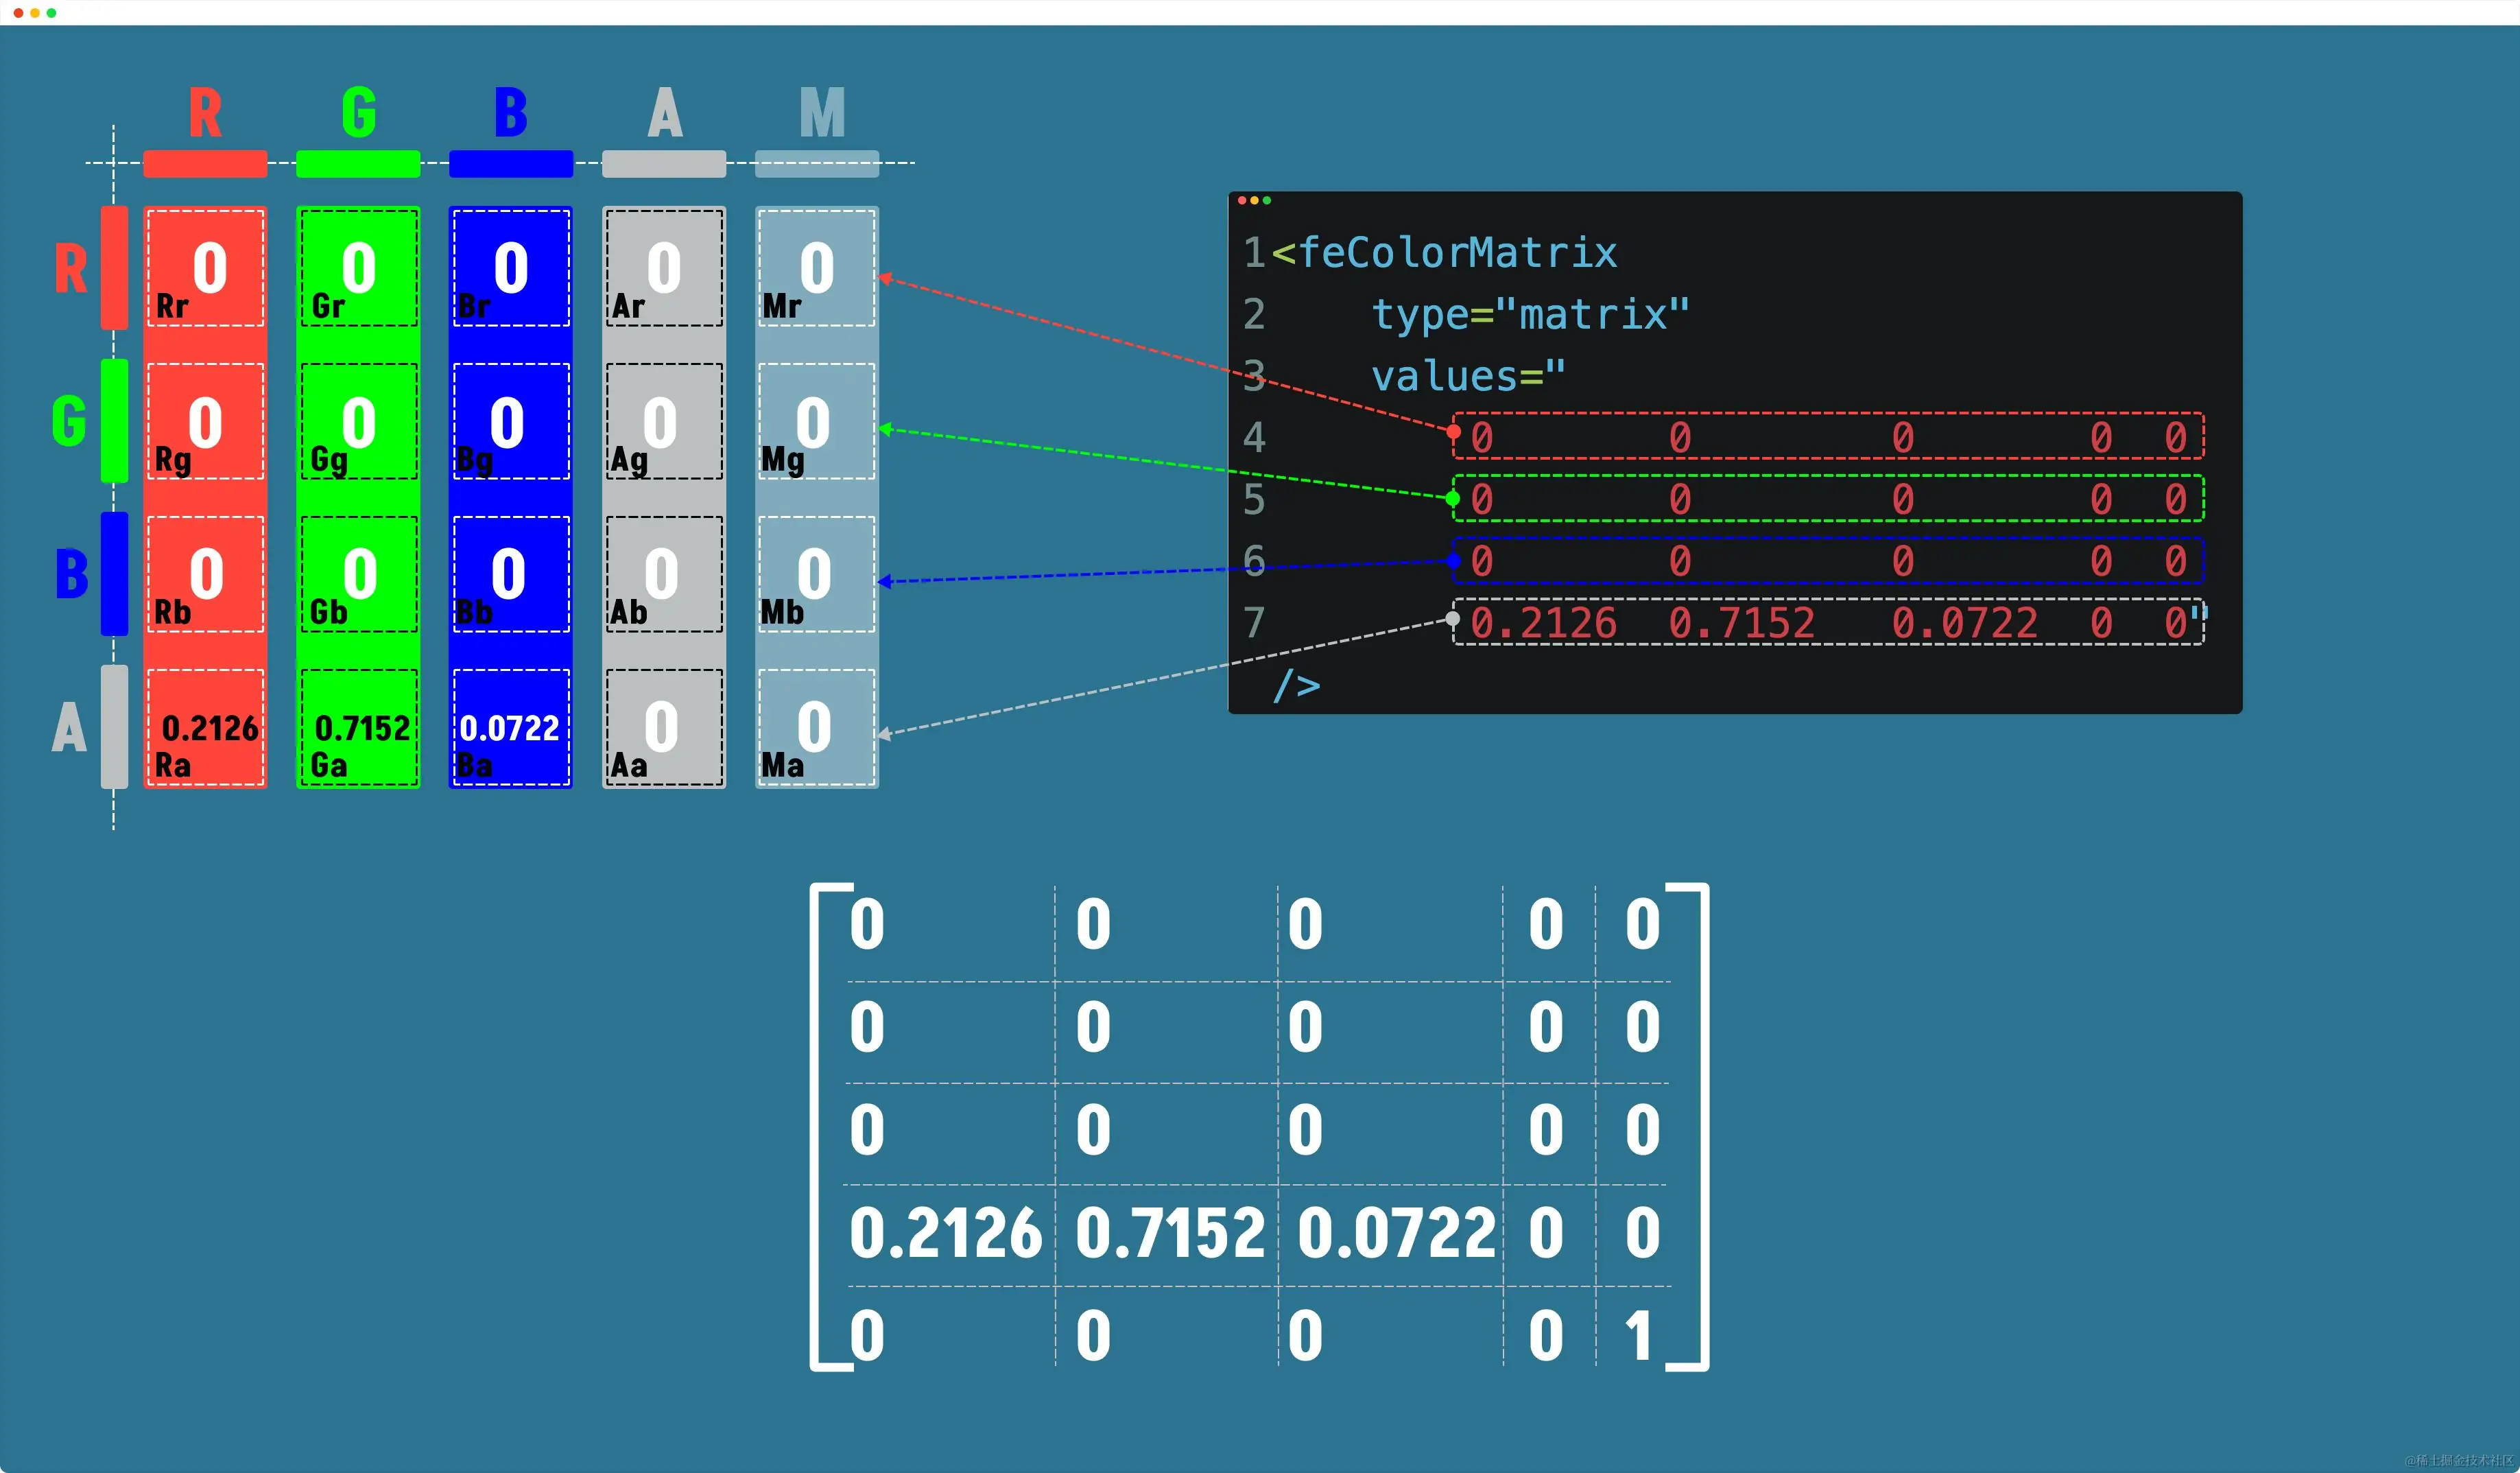 R G B A M
R 0 0 0 0 0
Rr Gr Br Ar Mr
G 0 0 0 0 0
Rg Gg Bg Ag Mg
B 0 0 0 0 0
Rb Gb Bb Ab Mb
A 0.2126 0.7152 0.0722 0 0
Ra Ga Ba Aa Ma
1 <feColorMatrix
2 type="matrix"
3 values="
4 0 0 0 0 0
5 0 0 0 0 0
6 0 0 0 0 0
7 0.2126 0.7152 0.0722 0 0"
/>
0 0 0 0 0
0 0 0 0 0
0 0 0 0 0
0.2126 0.7152 0.0722 0 0
0 0 0 0 1
@稀土掘金技术社区